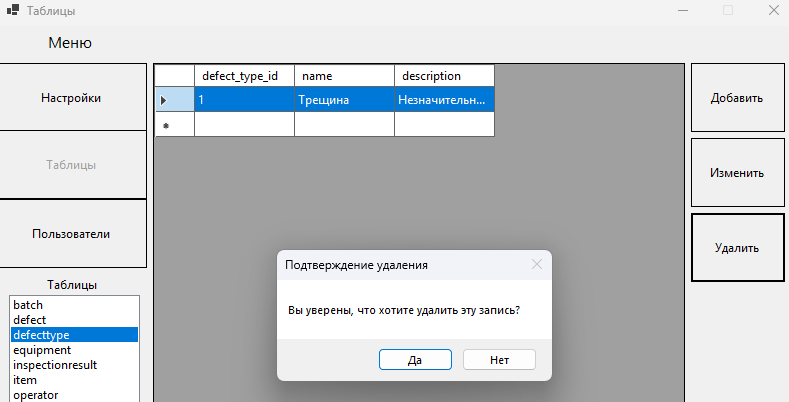 Таблицы
Меню
Настройки
Таблицы
Пользователи
Таблицы
batch
defect
defecttype
equipment
inspectionresult
item
operator
defect_type_id name description
1 Трещина Незначительн...
Добавить
Изменить
Удалить
Подтверждение удаления
Вы уверены, что хотите удалить эту запись?
Да Нет